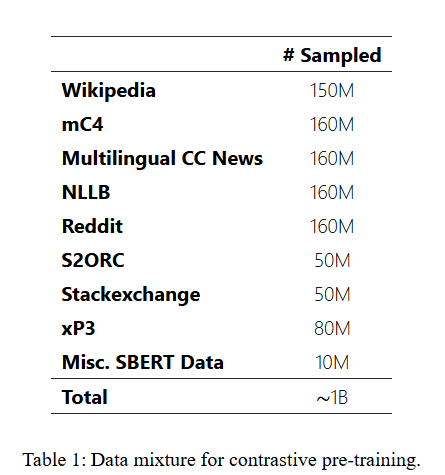 # Sampled
Wikipedia 150M
mC4 160M
Multilingual CC News 160M
NLLB 160M
Reddit 160M
S2ORC 50M
Stackexchange 50M
xP3 80M
Misc. SBERT Data 10M
Total ~1B
Table 1: Data mixture for contrastive pre-training.